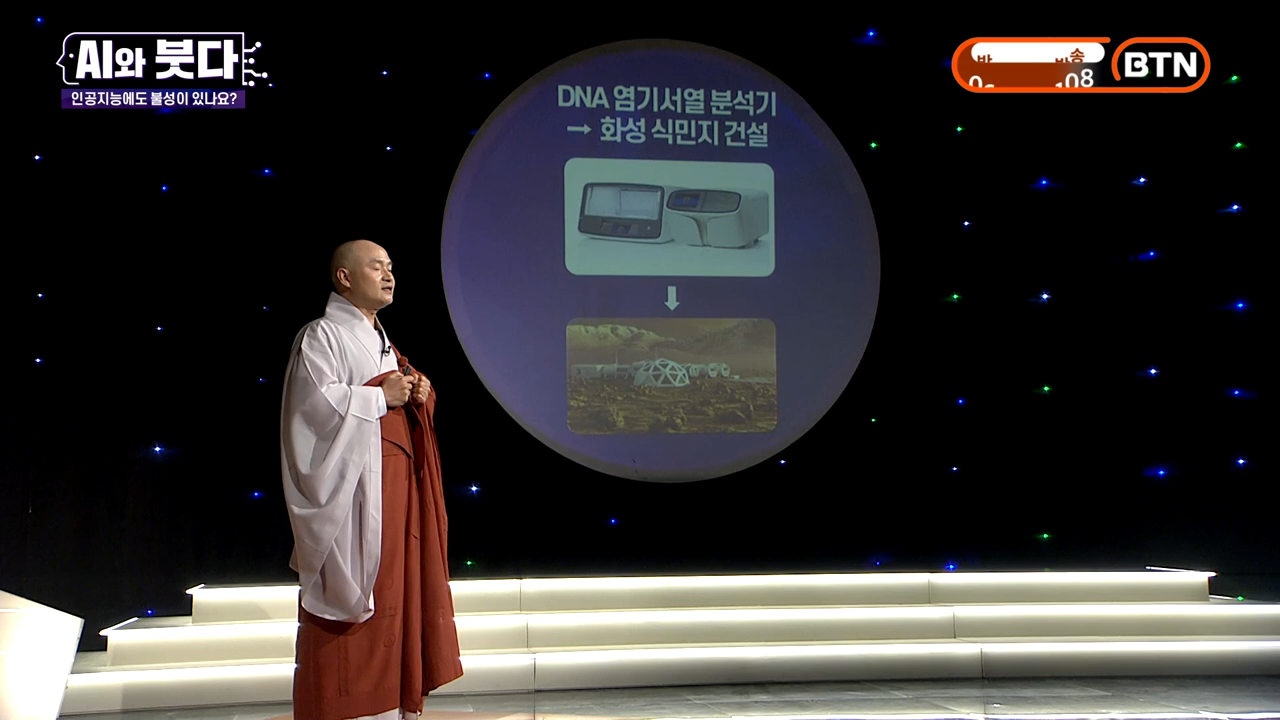 AI와 붓다
인공지능에도 불성이 있나요?
BTN
DNA 염기서열 분석기
→ 화성 식민지 건설